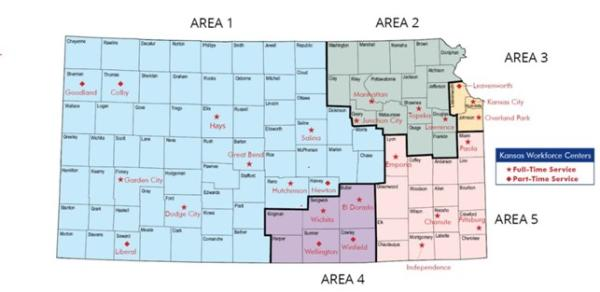 AREA 1
AREA 2
AREA 3
Cheyenne Rawlins Decatur Norton Phillips Smith Jewell Republic Washington Marshall Nemaha Brown Doniphan
Sherman Thomas Sheridan Graham Rooks Osborne Mitchell Cloud Clay Riley Pottawatomie Jackson Atchison
Goodland Colby Manhattan Jefferson Leavenworth
Kansas City
Wallace Logan Gove Trego Ellis Russell Lincoln Ottawa Dickinson Geary Wabaunsee Shawnee Douglas Johnson
Hays Junction City Topeka Lawrence Overland Park
Ellsworth Saline Morris Osage Franklin Miami
Salina Paola
Greeley Wichita Scott Lane Ness Rush Barton Rice McPherson Marion Chase Lyon Coffey Anderson Linn
Great Bend Emporia
Hamilton Kearny Finney Stafford Reno Harvey Butler Greenwood
Garden City Hutchinson Newton El Dorado
Gray Ford Edwards Pratt Kingman Sedgwick Wilson Neosho Crawford
Dodge City Wichita Chanute Pittsburg
Stanton Grant Haskell Kiowa Elk
Morton Stevens Seward Meade Clark Comanche Barber Harper Sumner Cowley Chautauqua Montgomery Labette Cherokee
Liberal Wellington Winfield Independence
Kansas Workforce Centers
Full-Time Service
Part-Time Service
AREA 5
AREA 4